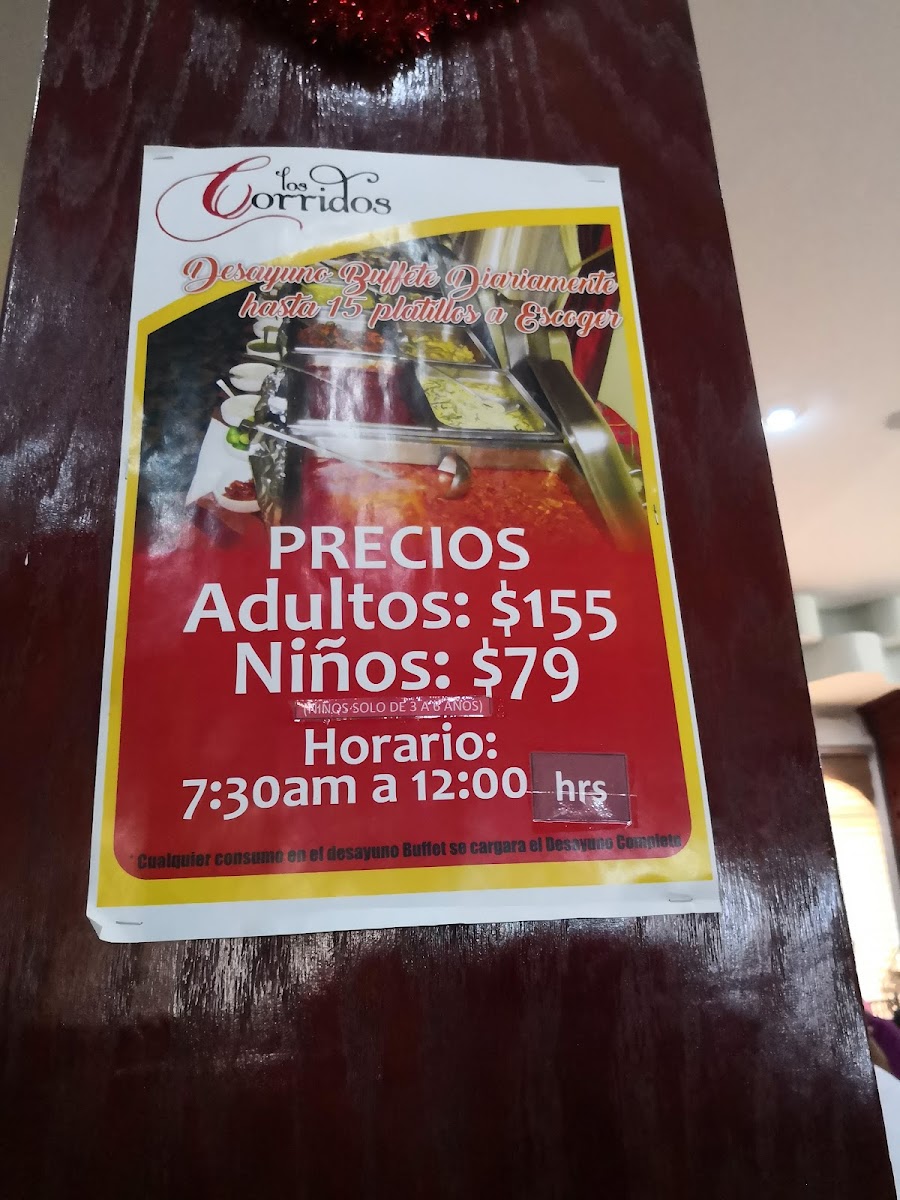 Los Corridos
Desayuno Buffete Diariamente
hasta 15 platillos a Escoger
PRECIOS
Adultos: $155
Niños: $79
(NIÑOS SOLO DE 3 A 8 AÑOS)
Horario:
7:30am a 12:00 hrs
* Cualquier consumo en el desayuno Buffet se cargara el Desayuno Completo